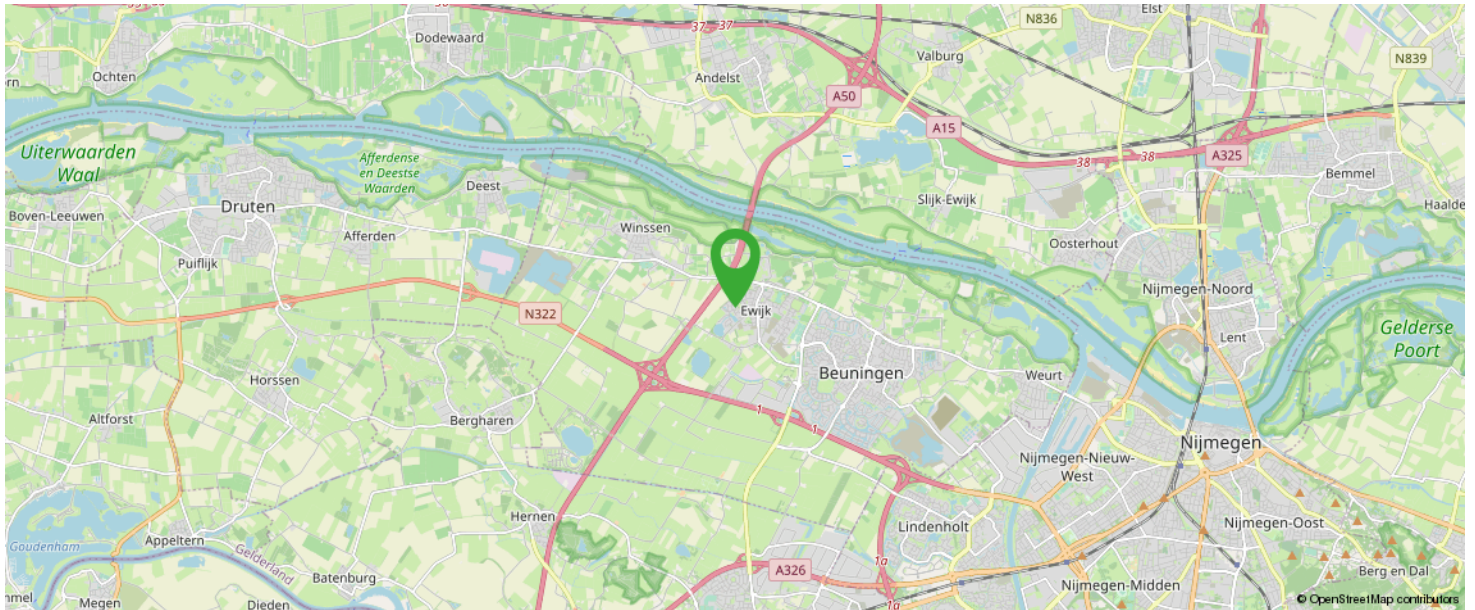 37
37
N836
Elst
Dodewaard
Valburg
Andelst
N839
Ochten
A50
A15
38
38
A325
Uiterwaarden
Waal
Afferdense
en Deestse
Waarden
Deest
Bemmel
Boven-Leeuwen
Druten
Slijk-Ewijk
Haalde
Afferden
Winssen
Oosterhout
Puiflijk
Nijmegen-Noord
N322
Ewijk
Lent
Gelderse
Poort
Horssen
Beuningen
Weurt
Altforst
Bergharen
1
1
Nijmegen
Nijmegen-Nieuw-
West
Hernen
Lindenholt
Nijmegen-Oost
Goudenham
Appeltern
Gelderland
1a
A326
Batenburg
Berg en Dal
Nijmegen-Midden
mmel
Megen
Dieden
1a
© OpenStreetMap contributors